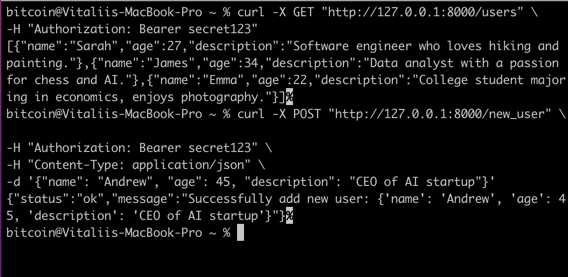 bitcoin@Vitaliis-MacBook-Pro ~ % curl -X GET "http://127.0.0.1:8000/users" \
-H "Authorization: Bearer secret123"
[{"name":"Sarah","age":27,"description":"Software engineer who loves hiking and
painting."},{"name":"James","age":34,"description":"Data analyst with a passion
for chess and AI."},{"name":"Emma","age":22,"description":"College student major
ing in economics, enjoys photography."}]%
bitcoin@Vitaliis-MacBook-Pro ~ % curl -X POST "http://127.0.0.1:8000/new_user" \
-H "Authorization: Bearer secret123" \
-H "Content-Type: application/json" \
-d '{"name": "Andrew", "age": 45, "description": "CEO of AI startup"}'
{"status":"ok","message":"Successfully add new user: {'name': 'Andrew', 'age': 4
5, 'description': 'CEO of AI startup'}"}%
bitcoin@Vitaliis-MacBook-Pro ~ %